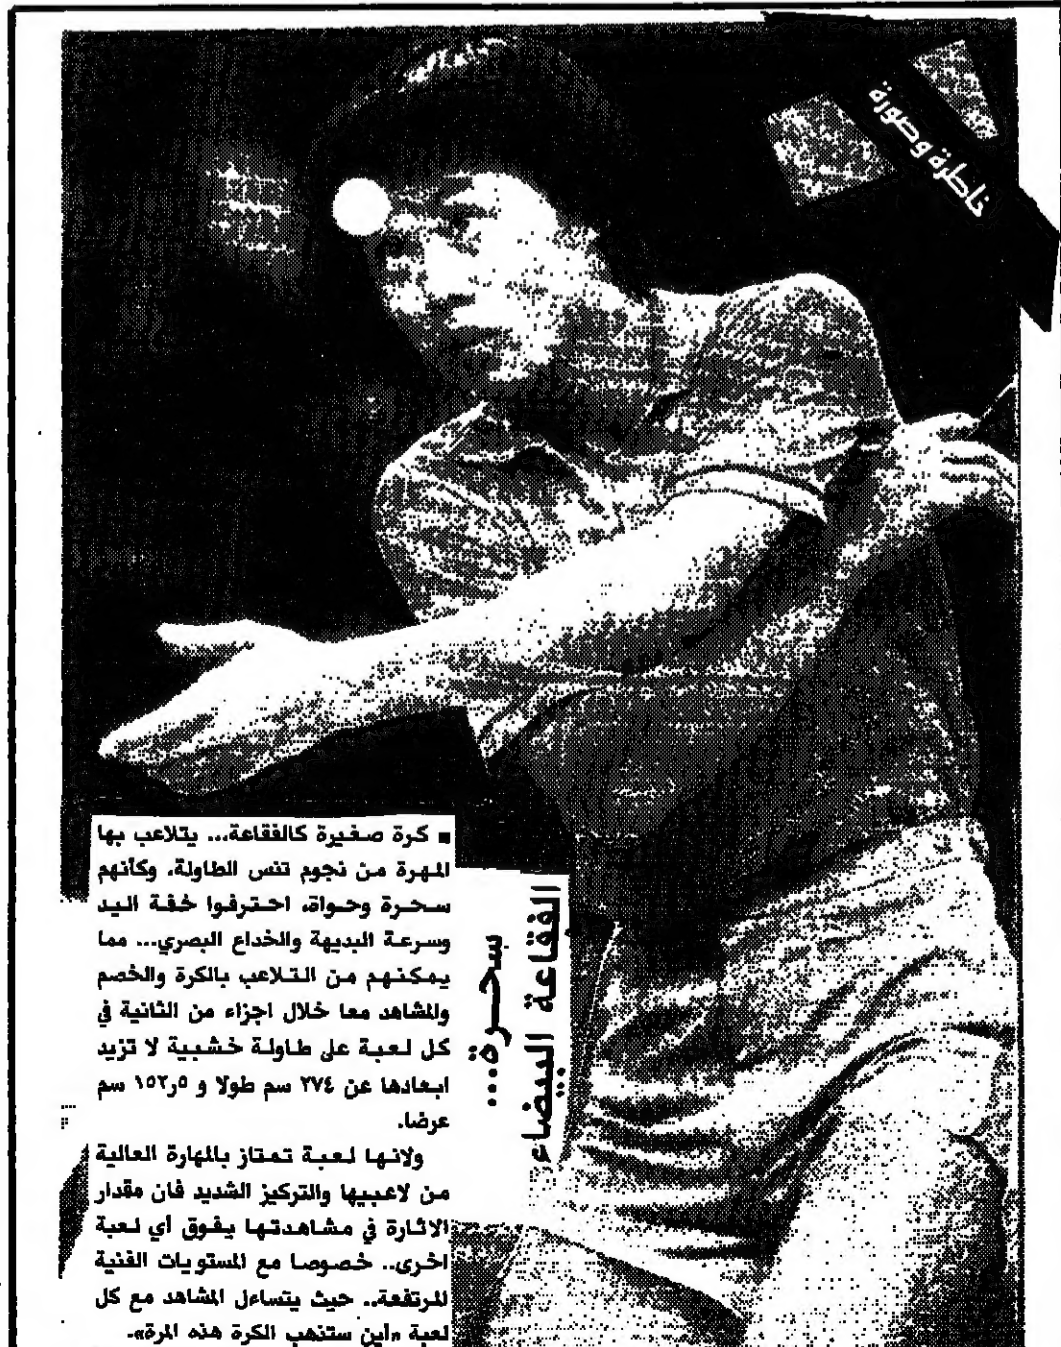 خاطرة وصورة
سحرة...
الفقاعة البيضاء
■ كرة صغيرة كالفقاعة... يتلاعب بها
المهرة من نجوم تنس الطاولة، وكأنهم
سحرة وحواة، احترفوا خفة اليد
وسرعة البديهة والخداع البصري... مما
يمكنهم من التلاعب بالكرة والخصم
والمشاهد معا خلال اجزاء من الثانية في
كل لعبة على طاولة خشبية لا تزيد
ابعادها عن ٢٧٤ سم طولا و ١٥٢٫٥ سم
عرضا.
ولانها لعبة تمتاز بالمهارة العالية
من لاعبيها والتركيز الشديد فان مقدار
الاثارة في مشاهدتها يفوق أي لعبة
اخرى.. خصوصا مع المستويات الفنية
المرتفعة.. حيث يتساءل المشاهد مع كل
لعبة «أين ستذهب الكرة هذه المرة».